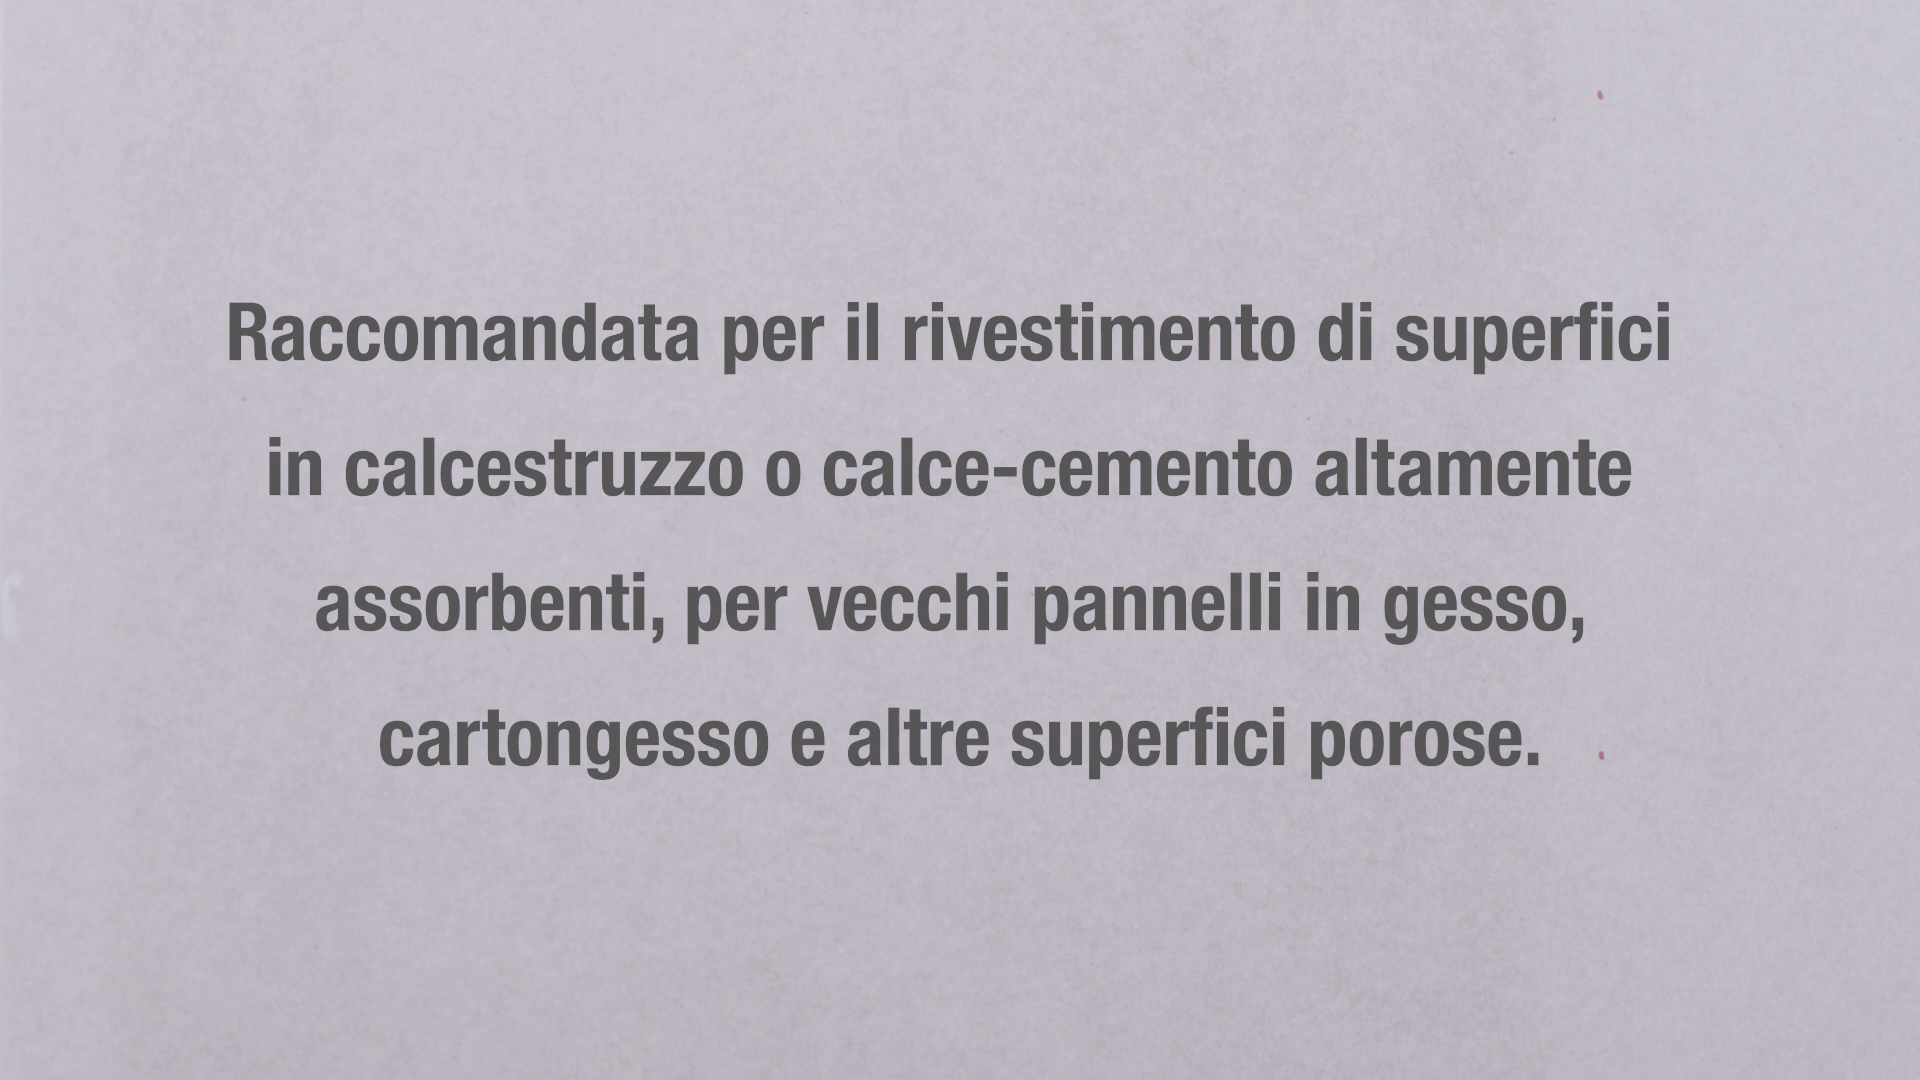 Raccomandata per il rivestimento di superfici
in calcestruzzo o calce-cemento altamente
assorbenti, per vecchi pannelli in gesso,
cartongesso e altre superfici porose.